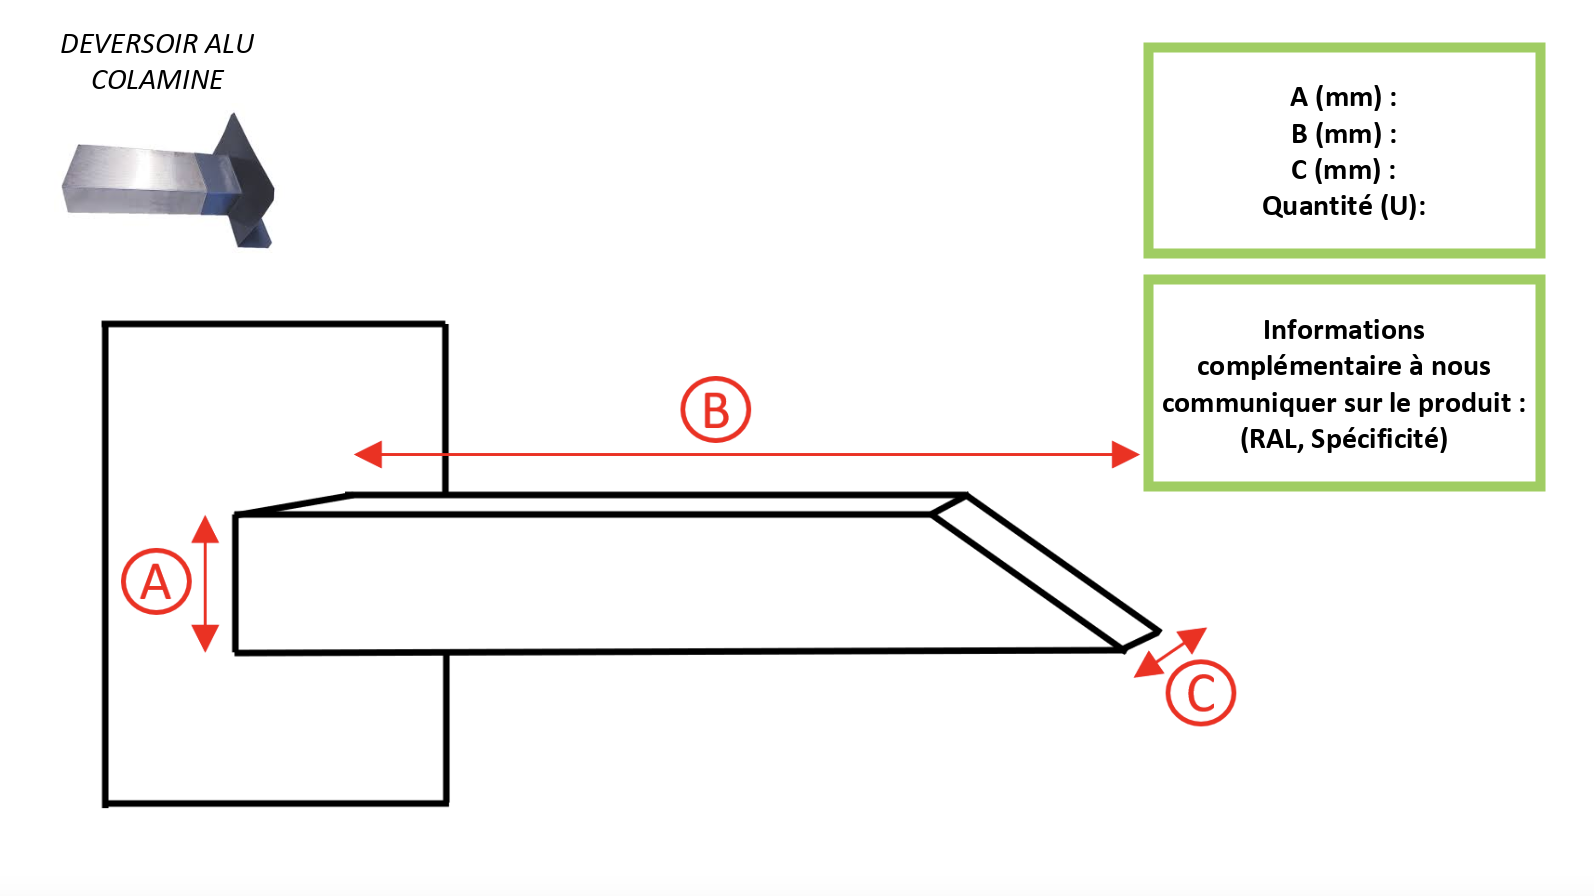 DEVERSOIR ALU
COLAMINE
A (mm) :
B (mm) :
C (mm) :
Quantité (U):
Informations
complémentaire à nous
communiquer sur le produit :
(RAL, Spécificité)
B
A
C